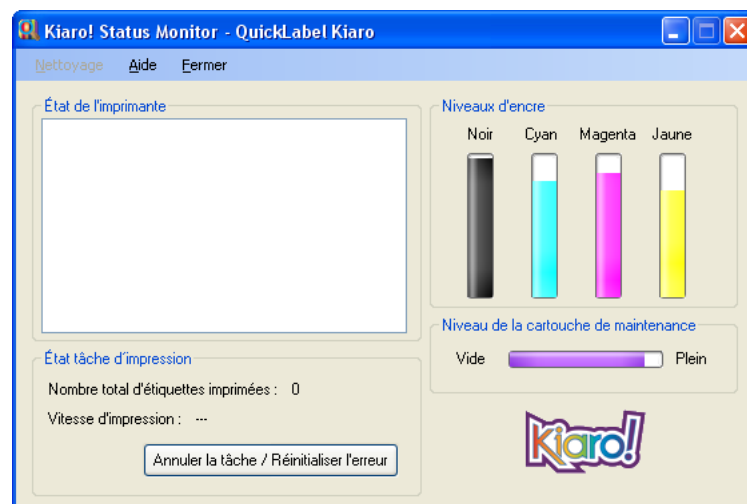 Kiaro! Status Monitor - QuickLabel Kiaro
Nettoyage Aide Fermer
État de l'imprimante
Niveaux d'encre
Noir Cyan Magenta Jaune
Niveau de la cartouche de maintenance
Vide Plein
État tâche d'impression
Nombre total d'étiquettes imprimées : 0
Vitesse d'impression : ---
Annuler la tâche / Réinitialiser l'erreur
Kiaro!